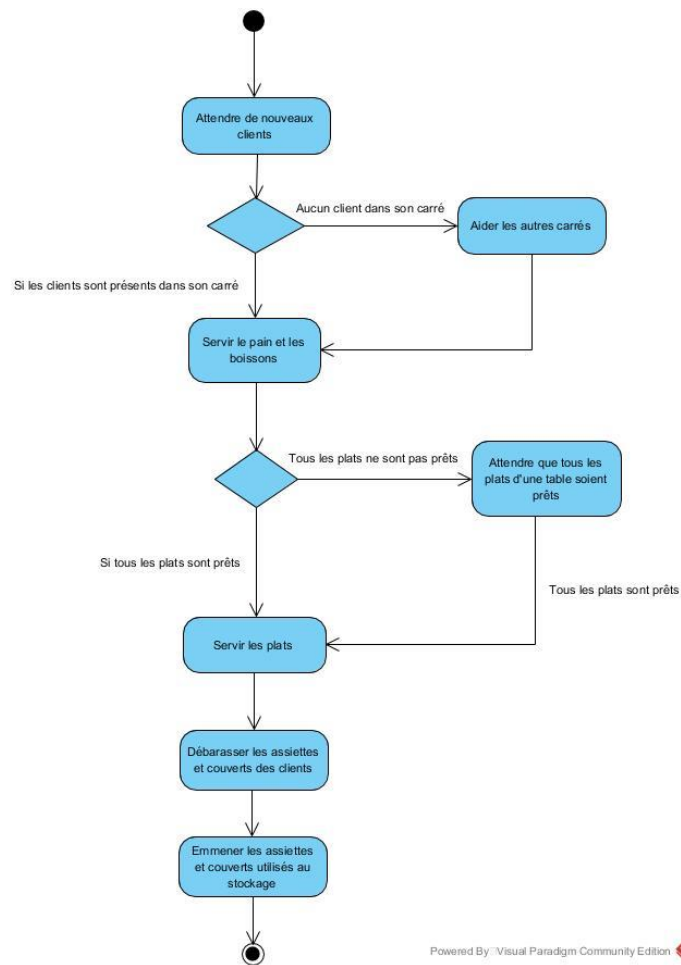 Attendre de nouveaux
clients
Aucun client dans son carré
Aider les autres carrés
Si les clients sont présents dans son carré
Servir le pain et les
boissons
Tous les plats ne sont pas prêts
Attendre que tous les
plats d'une table soient
prêts
Si tous les plats sont prêts
Tous les plats sont prêts
Servir les plats
Débarasser les assiettes
et couverts des clients
Emmener les assiettes
et couverts utilisés au
stockage
Powered By Visual Paradigm Community Edition